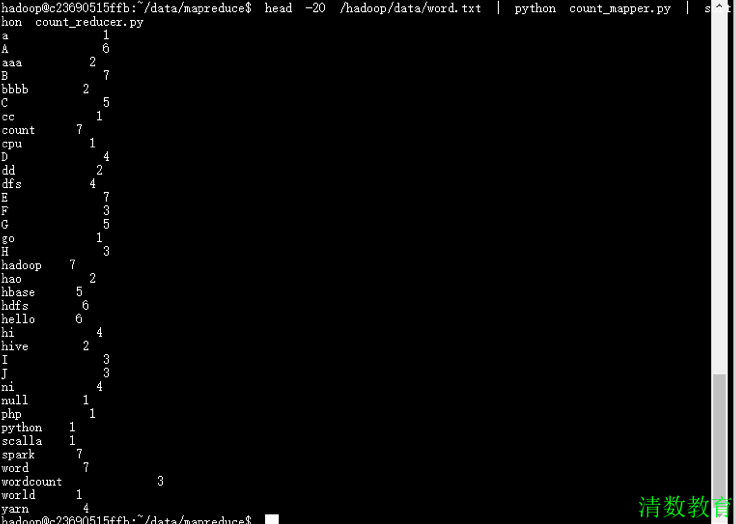 hadoop@c23690515ffb:~/data/mapreduce$ head -20 /hadoop/data/word.txt | python count_mapper.py |
hon count_reducer.py
a 1
A 6
aaa 2
B 7
bbbb 2
C 5
cc 1
count 7
cpu 1
D 4
dd 2
dfs 4
E 7
F 3
G 5
go 1
H 3
hadoop 7
hao 2
hbase 5
hdfs 6
hello 6
hi 4
hive 2
I 3
J 3
ni 4
null 1
php 1
python 1
scalla 1
spark 7
word 7
wordcount 3
world 1
yarn 4
hadoop@c23690515ffb:~/data/mapreduce$
清数教育